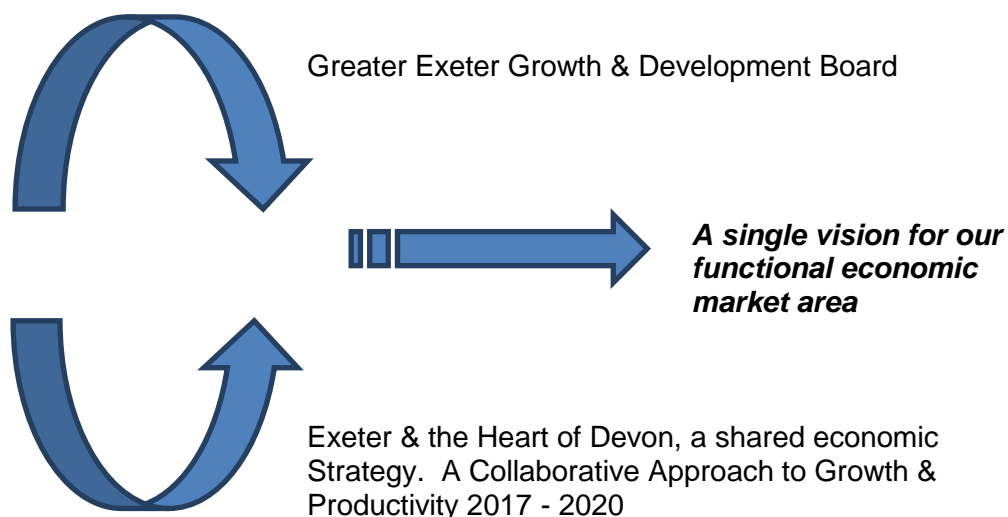 Greater Exeter Growth & Development Board
A single vision for our
functional economic
market area
Exeter & the Heart of Devon, a shared economic
Strategy.  A Collaborative Approach to Growth &
Productivity 2017 - 2020